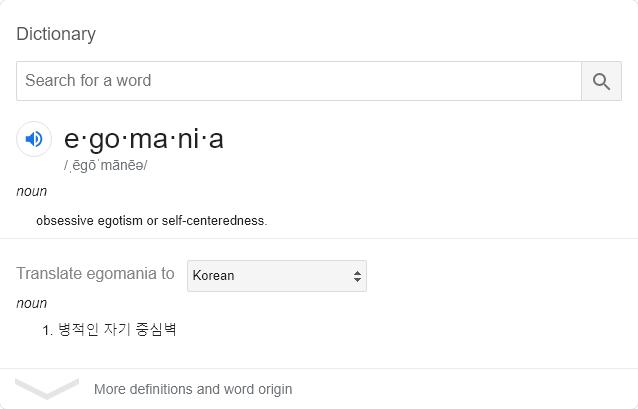 Dictionary
Search for a word
e·go·ma·ni·a
/ˌēɡōˈmānēə/
noun
obsessive egotism or self-centeredness.
Translate egomania to Korean
noun
1. 병적인 자기 중심벽
More definitions and word origin